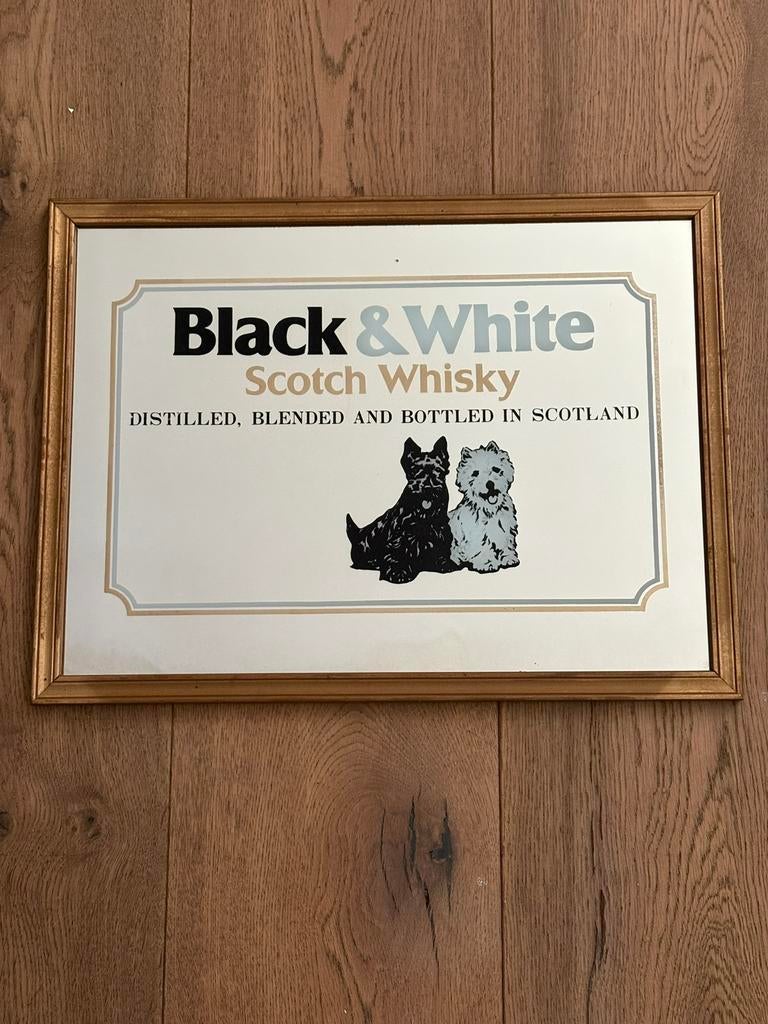 Black & White
Scotch Whisky
DISTILLED, BLENDED AND BOTTLED IN SCOTLAND